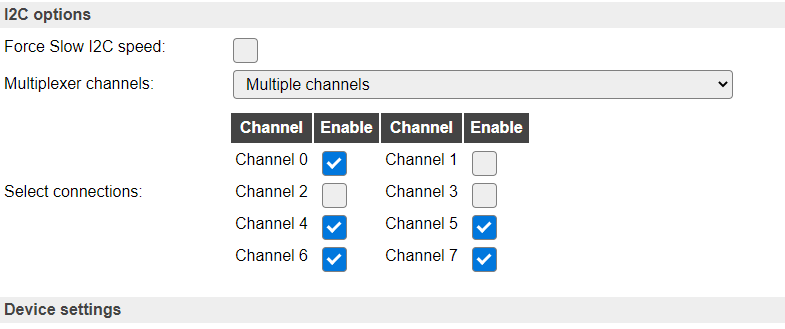 I2C options
Force Slow I2C speed:
Multiplexer channels: Multiple channels
Channel Enable Channel Enable
Channel 0 Channel 1
Select connections: Channel 2 Channel 3
Channel 4 Channel 5
Channel 6 Channel 7
Device settings